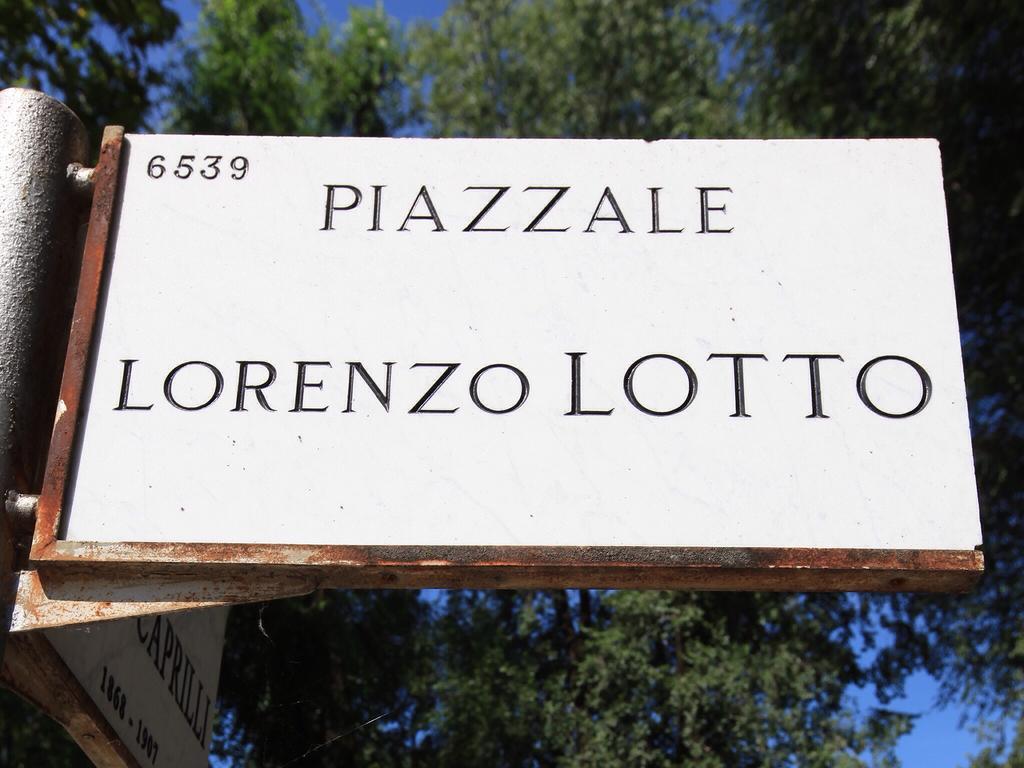 6539
PIAZZALE
LORENZO LOTTO
CAPRILLI
1868 - 1907